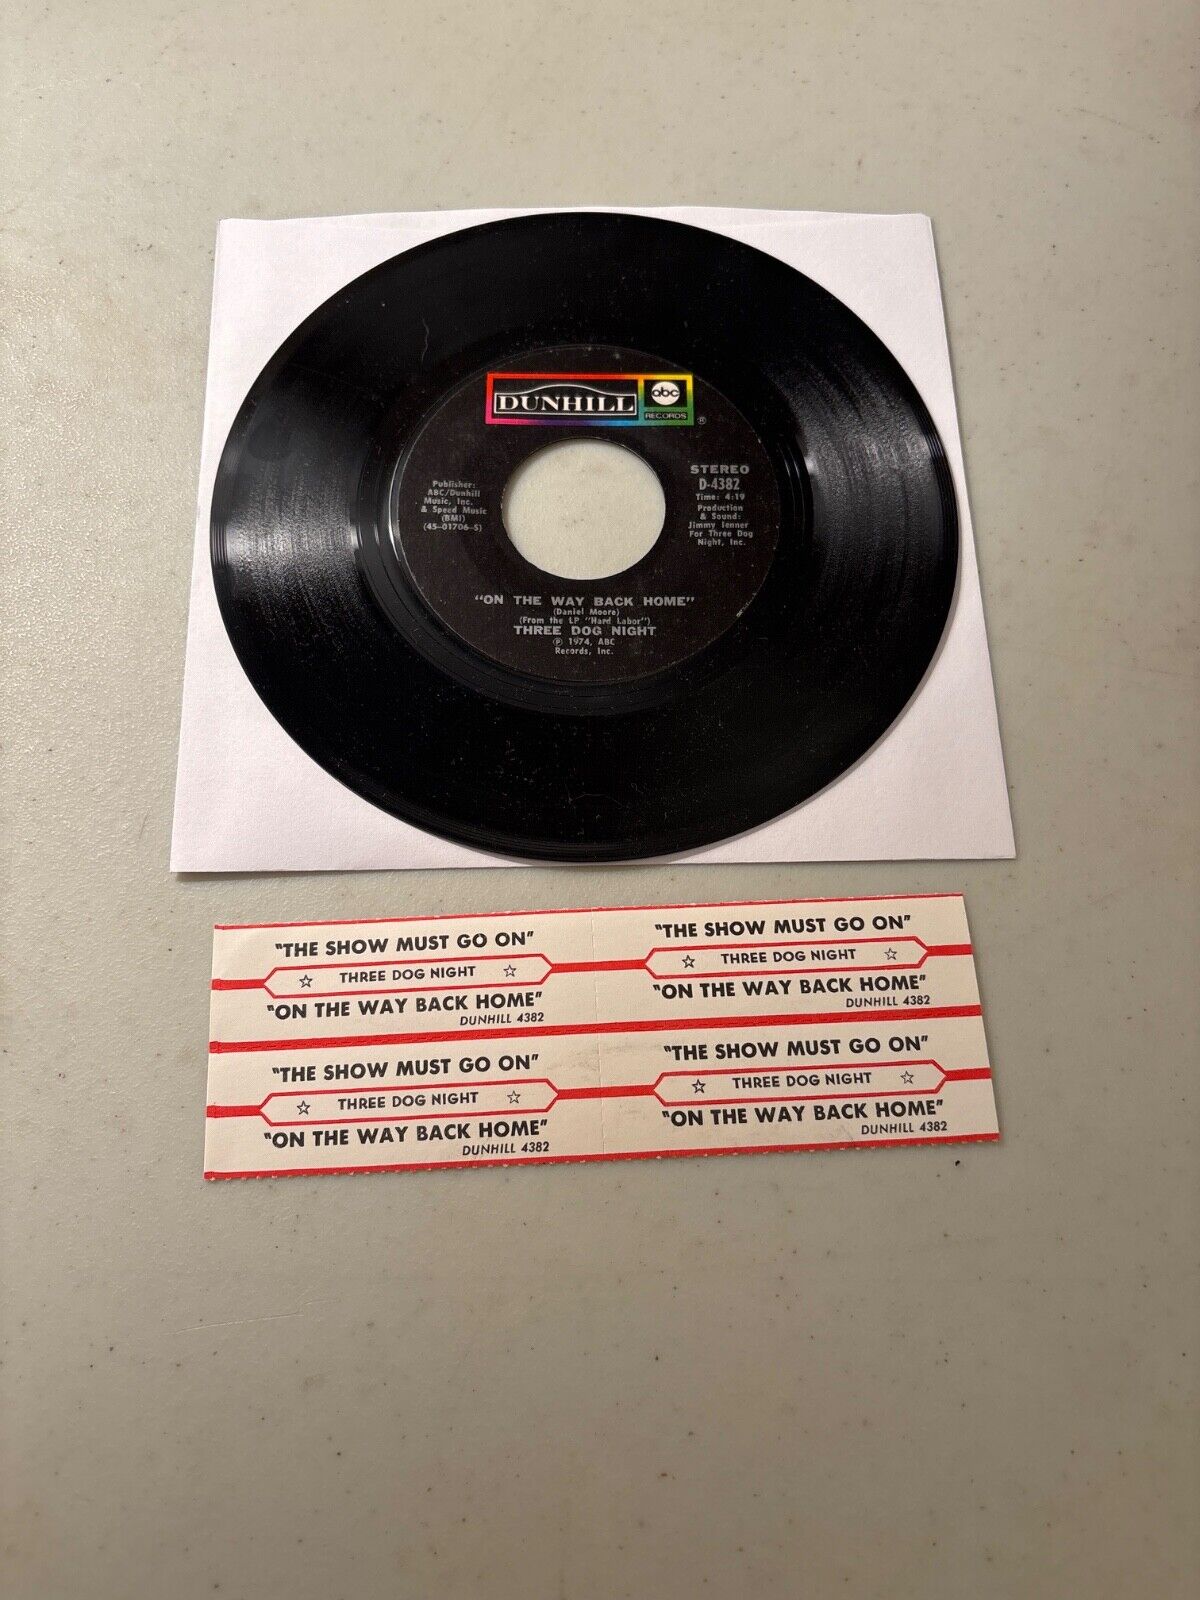 DUNHILL
abc
RECORDS
®
Publisher:
ABC/Dunhill
Music, Inc.
& Speed Music
(BMI)
(45-01706-S)
STEREO
D-4382
Time: 4:19
Production
& Sound:
Jimmy Ienner
For Three Dog
Night, Inc.
"ON THE WAY BACK HOME"
(Daniel Moore)
(From the LP "Hard Labor")
THREE DOG NIGHT
℗ 1974, ABC
Records, Inc.
"THE SHOW MUST GO ON"
☆ THREE DOG NIGHT ☆
"ON THE WAY BACK HOME"
DUNHILL 4382
"THE SHOW MUST GO ON"
☆ THREE DOG NIGHT ☆
"ON THE WAY BACK HOME"
DUNHILL 4382
"THE SHOW MUST GO ON"
☆ THREE DOG NIGHT ☆
"ON THE WAY BACK HOME"
DUNHILL 4382
"THE SHOW MUST GO ON"
☆ THREE DOG NIGHT ☆
"ON THE WAY BACK HOME"
DUNHILL 4382